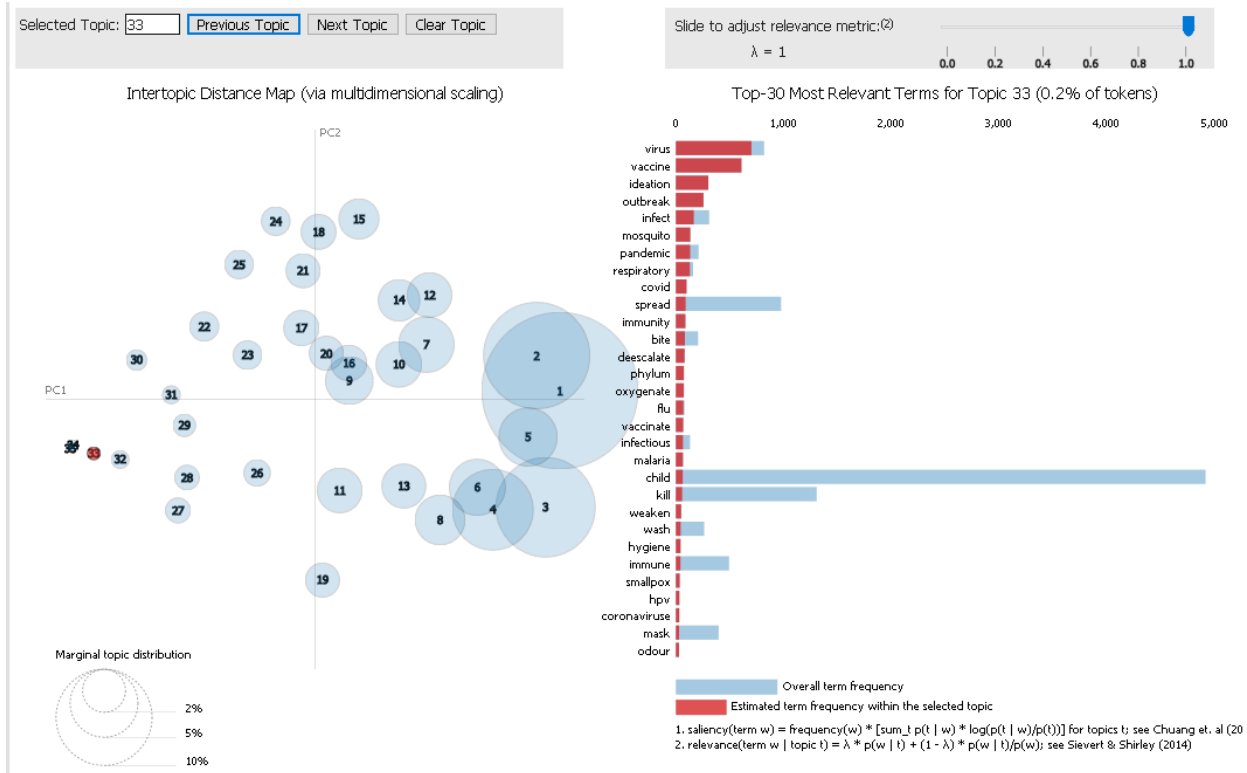 Selected Topic: 33 Previous Topic Next Topic Clear Topic
Slide to adjust relevance metric:(2)
λ = 1
0.0 0.2 0.4 0.6 0.8 1.0
Intertopic Distance Map (via multidimensional scaling)
PC2
PC1
24
18
15
25
21
14
12
22
17
7
30
23
20
16
10
2
9
1
31
29
5
34
35
33
32
28
26
11
13
6
27
8
4
3
19
Marginal topic distribution
2%
5%
10%
Top-30 Most Relevant Terms for Topic 33 (0.2% of tokens)
0 1,000 2,000 3,000 4,000 5,000
virus
vaccine
ideation
outbreak
infect
mosquito
pandemic
respiratory
covid
spread
immunity
bite
deescalate
phylum
oxygenate
flu
vaccinate
infectious
malaria
child
kill
weaken
wash
hygiene
immune
smallpox
hpv
coronaviruse
mask
odour
Overall term frequency
Estimated term frequency within the selected topic
1. saliency(term w) = frequency(w) * [sum_t p(t | w) * log(p(t | w)/p(t))] for topics t; see Chuang et. al (20
2. relevance(term w | topic t) = λ * p(w | t) + (1 - λ) * p(w | t)/p(w); see Sievert & Shirley (2014)